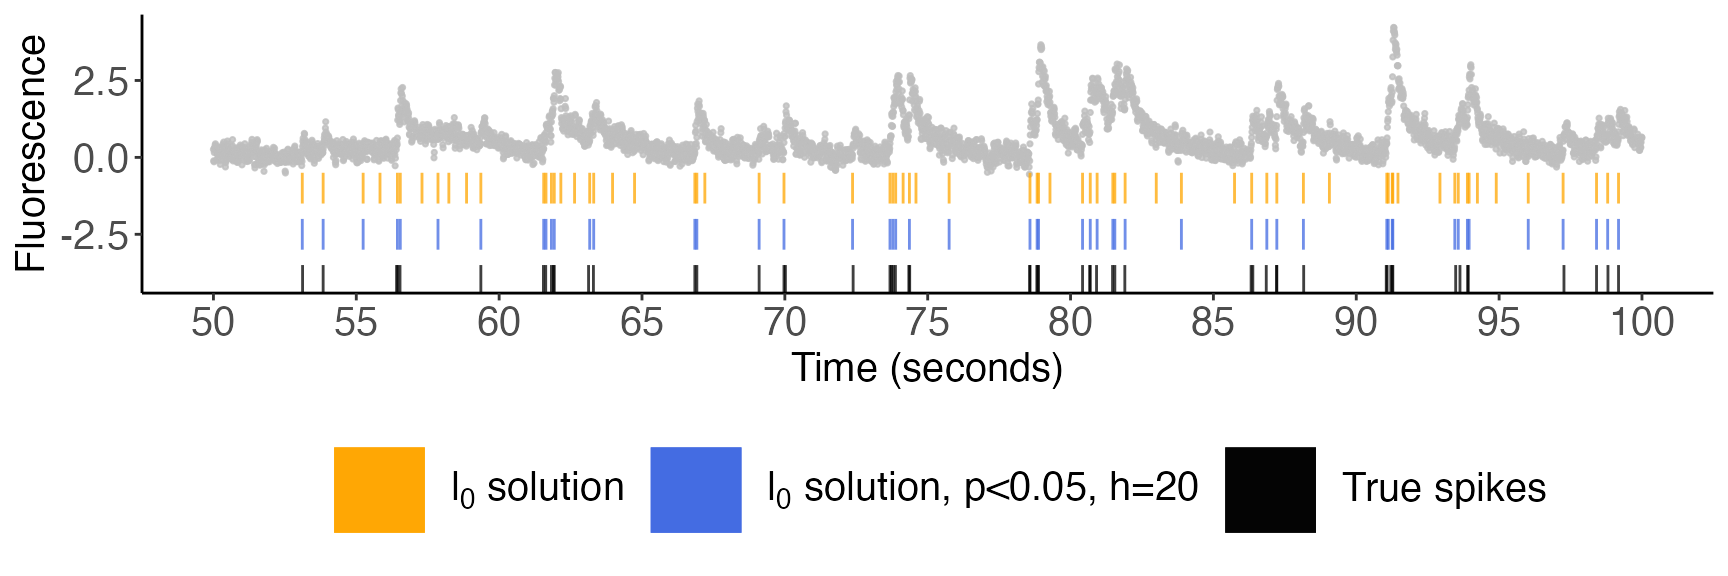 Fluorescence
2.5
0.0
-2.5
50 55 60 65 70 75 80 85 90 95 100
Time (seconds)
l₀ solution l₀ solution, p<0.05, h=20 True spikes